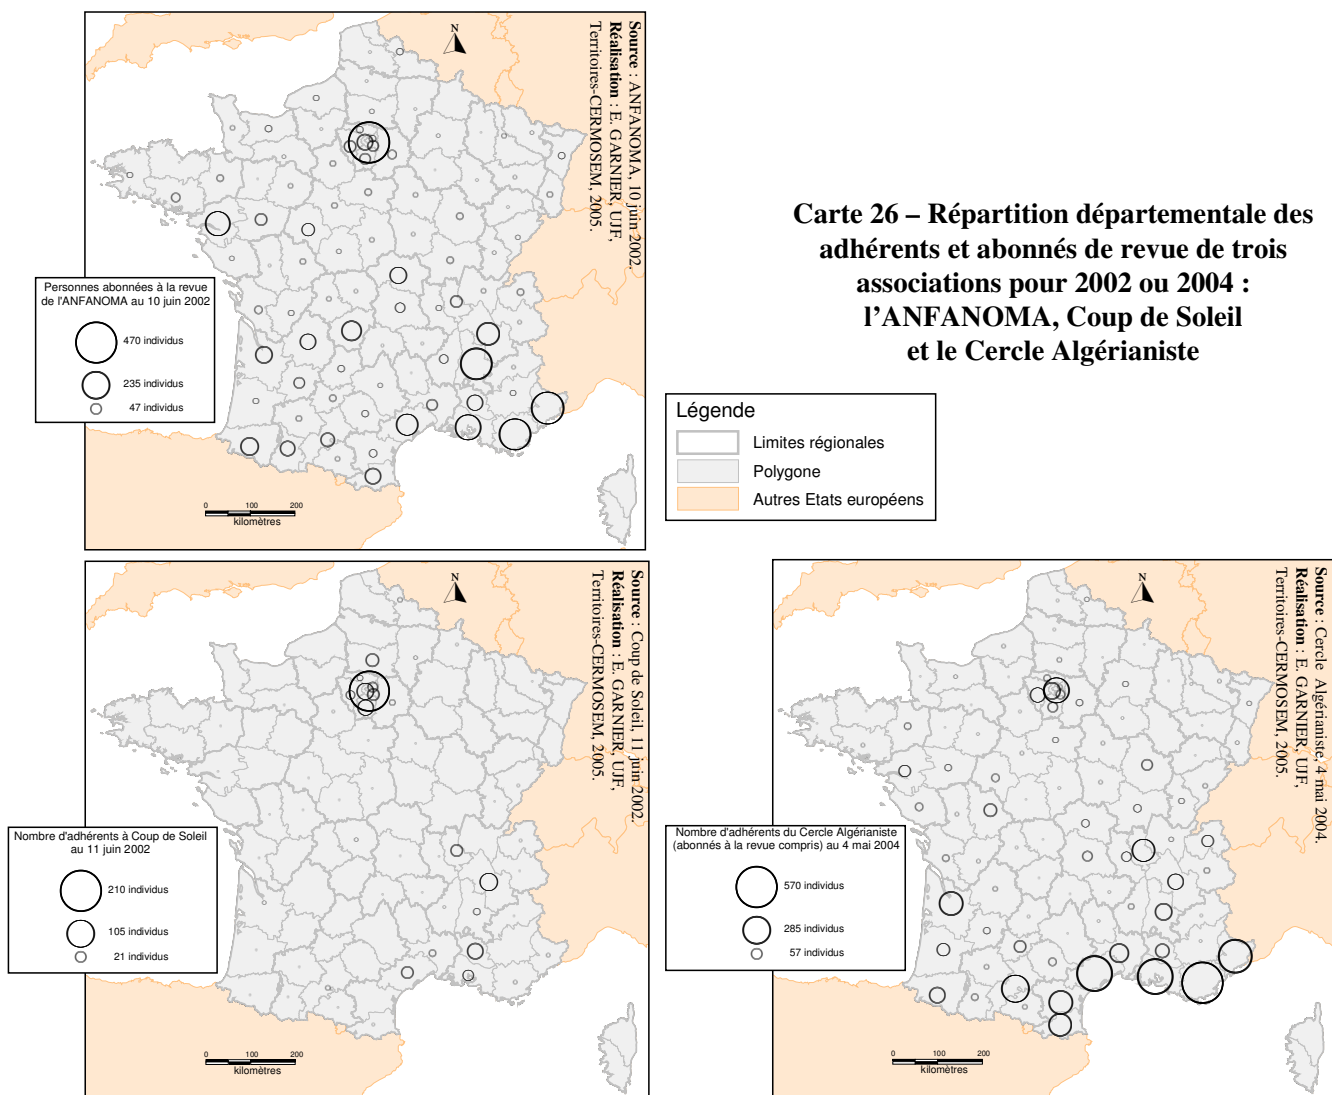 N
Source : ANFANOMA, 10 juin 2002.
Réalisation : E. GARNIER, UJF,
Territoires-CERMOSEM, 2005.
Personnes abonnées à la revue
de l'ANFANOMA au 10 juin 2002
470 individus
235 individus
47 individus
0 100 200
kilomètres
Carte 26 – Répartition départementale des
adhérents et abonnés de revue de trois
associations pour 2002 ou 2004 :
l'ANFANOMA, Coup de Soleil
et le Cercle Algérianiste
Légende
Limites régionales
Polygone
Autres Etats européens
N
Source : Coup de Soleil, 11 juin 2002.
Réalisation : E. GARNIER, UJF,
Territoires-CERMOSEM, 2005.
Nombre d'adhérents à Coup de Soleil
au 11 juin 2002
210 individus
105 individus
21 individus
0 100 200
kilomètres
N
Source : Cercle Algérianiste, 4 mai 2004.
Réalisation : E. GARNIER, UJF,
Territoires-CERMOSEM, 2005.
Nombre d'adhérents du Cercle Algérianiste
(abonnés à la revue compris) au 4 mai 2004
570 individus
285 individus
57 individus
0 100 200
kilomètres